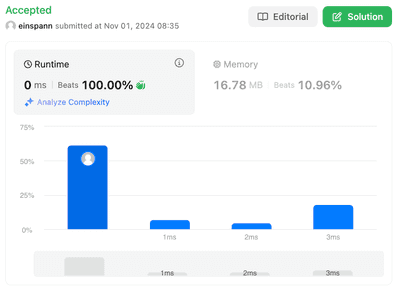 Accepted
Editorial
Solution
einspann submitted at Nov 01, 2024 08:35
Runtime
0 ms Beats 100.00%
Analyze Complexity
Memory
16.78 MB Beats 10.96%
75%
50%
25%
0%
1ms 2ms 3ms
1ms 2ms 3ms